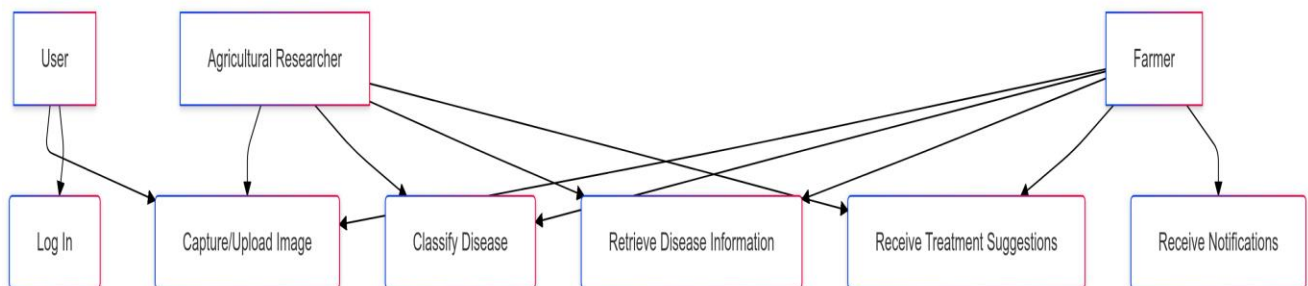 User
Agricultural Researcher
Farmer
Log In
Capture/Upload Image
Classify Disease
Retrieve Disease Information
Receive Treatment Suggestions
Receive Notifications